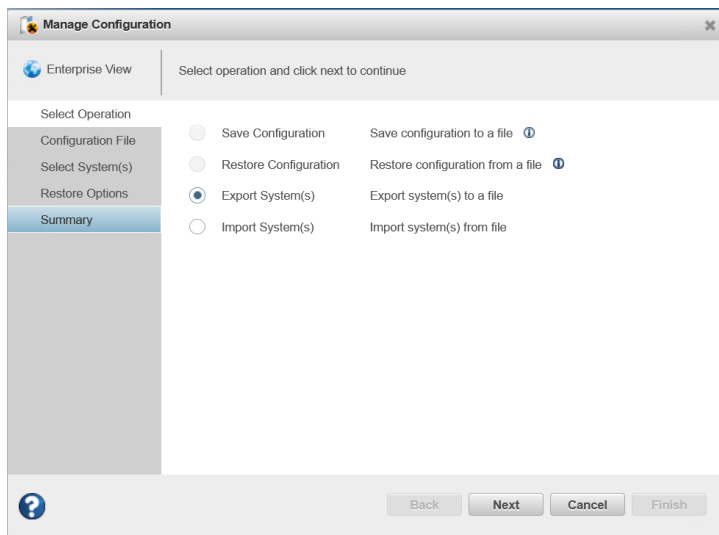 Manage Configuration
Enterprise View
Select operation and click next to continue
Select Operation
Configuration File
Select System(s)
Restore Options
Summary
Save Configuration Save configuration to a file
Restore Configuration Restore configuration from a file
Export System(s) Export system(s) to a file
Import System(s) Import system(s) from file
? Back Next Cancel Finish